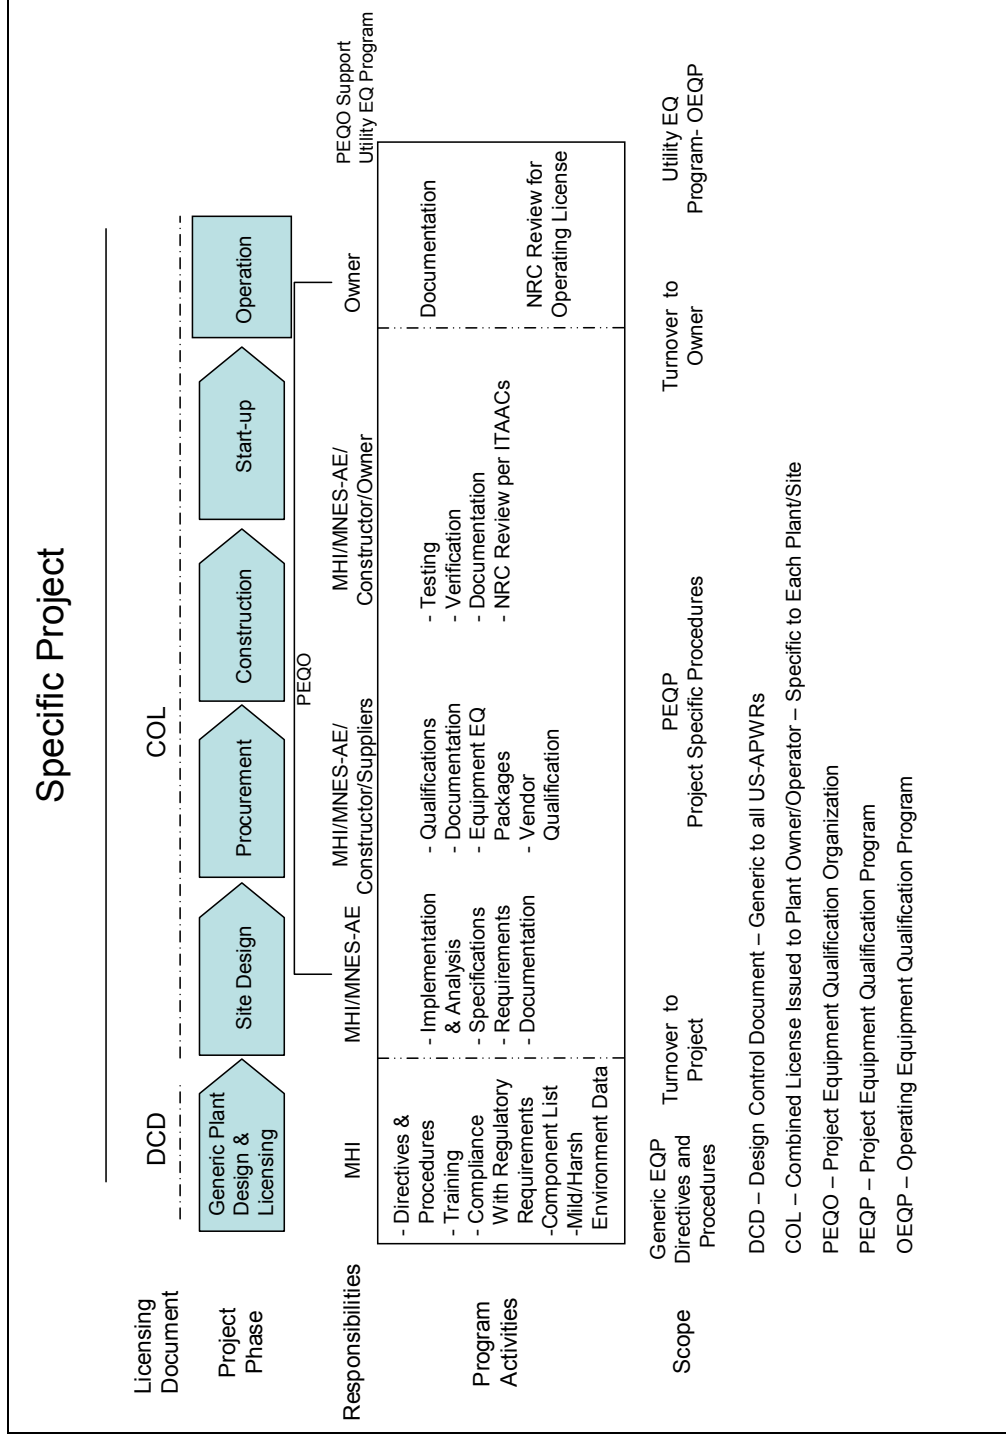 Specific Project
Licensing
Document
DCD
COL
Project
Phase
Generic Plant
Design &
Licensing
Site Design
Procurement
Construction
Start-up
Operation
PEQO
Responsibilities
MHI
MHI/MNES-AE
MHI/MNES-AE/
Constructor/Suppliers
MHI/MNES-AE/
Constructor/Owner
Owner
PEQO Support
Utility EQ Program
Program
Activities
- Directives &
Procedures
- Training
- Compliance
With Regulatory
Requirements
-Component List
-Mild/Harsh
Environment Data
- Implementation
& Analysis
- Specifications
- Requirements
- Documentation
- Qualifications
- Documentation
- Equipment EQ
Packages
- Vendor
Qualification
- Testing
- Verification
- Documentation
- NRC Review per ITAACs
Documentation
NRC Review for
Operating License
Scope
Generic EQP
Directives and
Procedures
Turnover to
Project
PEQP
Project Specific Procedures
Turnover to
Owner
Utility EQ
Program- OEQP
DCD – Design Control Document – Generic to all US-APWRs
COL – Combined License Issued to Plant Owner/Operator – Specific to Each Plant/Site
PEQO – Project Equipment Qualification Organization
PEQP – Project Equipment Qualification Program
OEQP – Operating Equipment Qualification Program